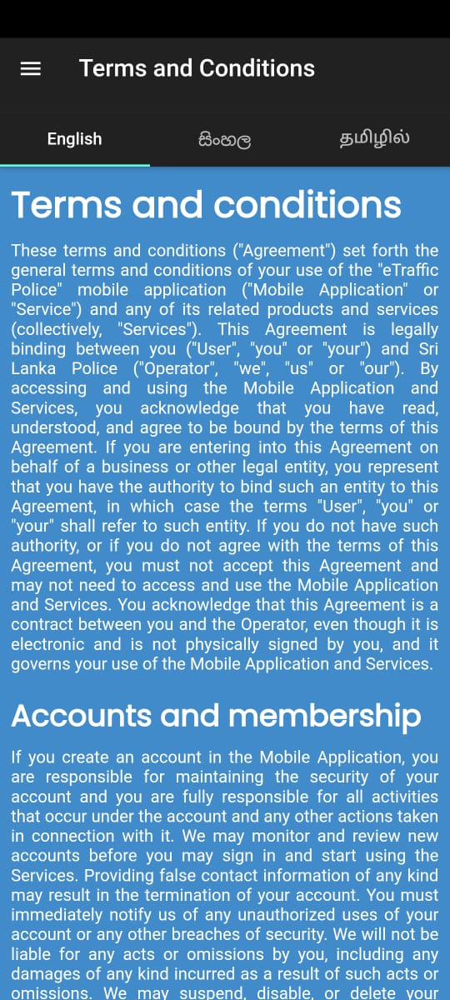 Terms and Conditions
English
සිංහල
தமிழில்
Terms and conditions
These terms and conditions ("Agreement") set forth the
general terms and conditions of your use of the "eTraffic
Police" mobile application ("Mobile Application" or
"Service") and any of its related products and services
(collectively, "Services"). This Agreement is legally
binding between you ("User", "you" or "your") and Sri
Lanka Police ("Operator", "we", "us" or "our"). By
accessing and using the Mobile Application and
Services, you acknowledge that you have read,
understood, and agree to be bound by the terms of this
Agreement. If you are entering into this Agreement on
behalf of a business or other legal entity, you represent
that you have the authority to bind such an entity to this
Agreement, in which case the terms "User", "you" or
"your" shall refer to such entity. If you do not have such
authority, or if you do not agree with the terms of this
Agreement, you must not accept this Agreement and
may not need to access and use the Mobile Application
and Services. You acknowledge that this Agreement is a
contract between you and the Operator, even though it is
electronic and is not physically signed by you, and it
governs your use of the Mobile Application and Services.
Accounts and membership
If you create an account in the Mobile Application, you
are responsible for maintaining the security of your
account and you are fully responsible for all activities
that occur under the account and any other actions taken
in connection with it. We may monitor and review new
accounts before you may sign in and start using the
Services. Providing false contact information of any kind
may result in the termination of your account. You must
immediately notify us of any unauthorized uses of your
account or any other breaches of security. We will not be
liable for any acts or omissions by you, including any
damages of any kind incurred as a result of such acts or
omissions. We may suspend, disable, or delete your